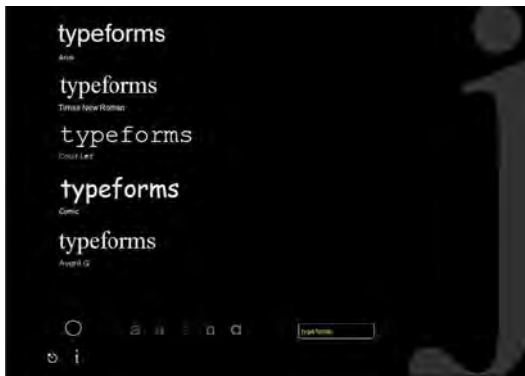 typeforms
Arial
typeforms
Times New Roman
typeforms
Courier
typeforms
Comic
typeforms
Avant G
a a a a a
typeforms
i
j